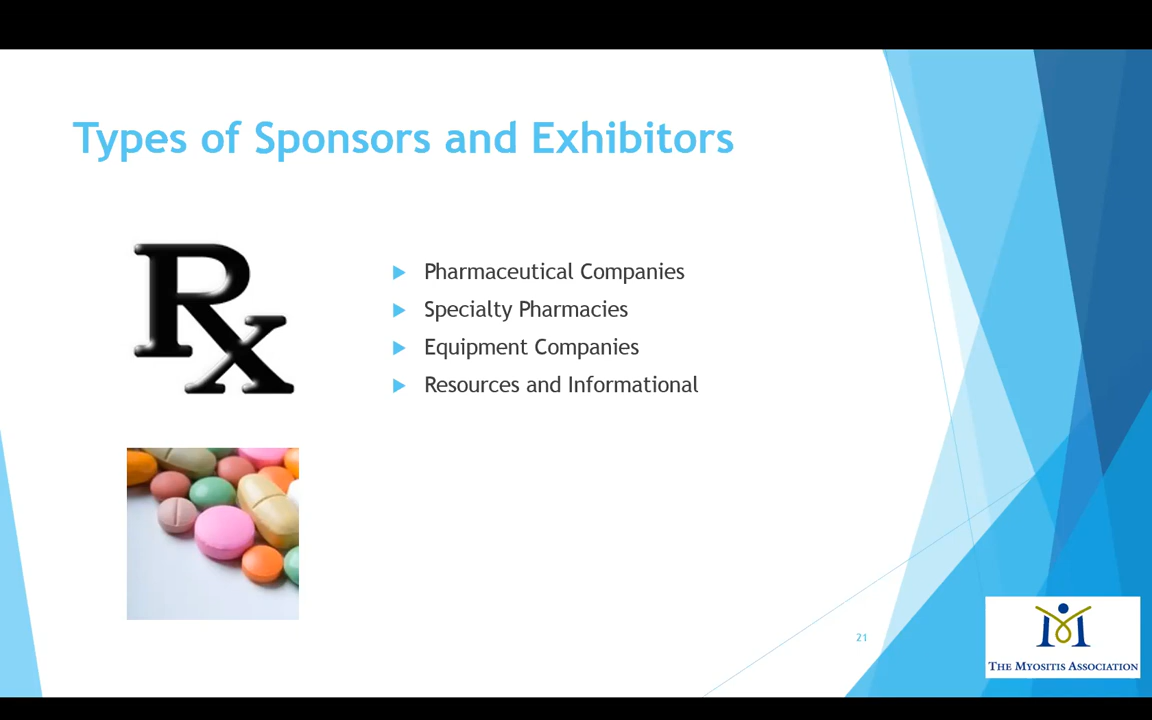 Types of Sponsors and Exhibitors
Rx
Pharmaceutical Companies
Specialty Pharmacies
Equipment Companies
Resources and Informational
21
THE MYOSITIS ASSOCIATION